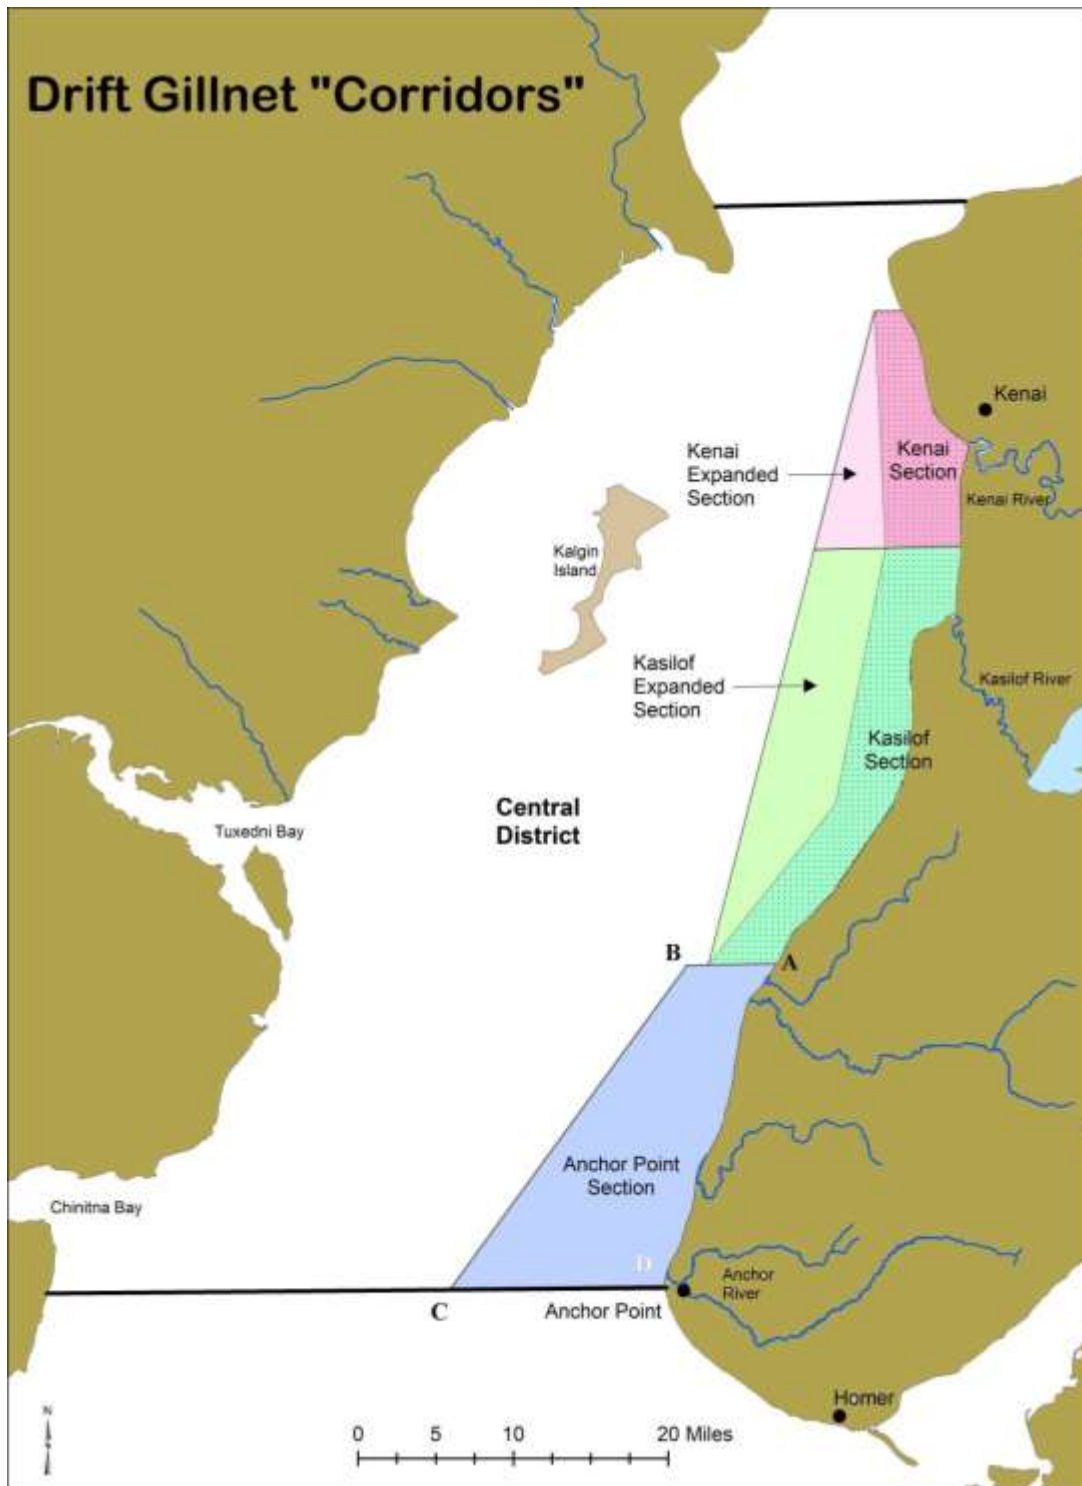 Drift Gillnet "Corridors"
Kenai
Kenai
Expanded
Section
Kenai
Section
Kenai River
Kalgin
Island
Kasilof
Expanded
Section
Kasilof River
Kasilof
Section
Central
District
Tuxedni Bay
B
A
Anchor Point
Section
Chinitna Bay
D
Anchor
River
C
Anchor Point
Homer
N
0 5 10 20 Miles